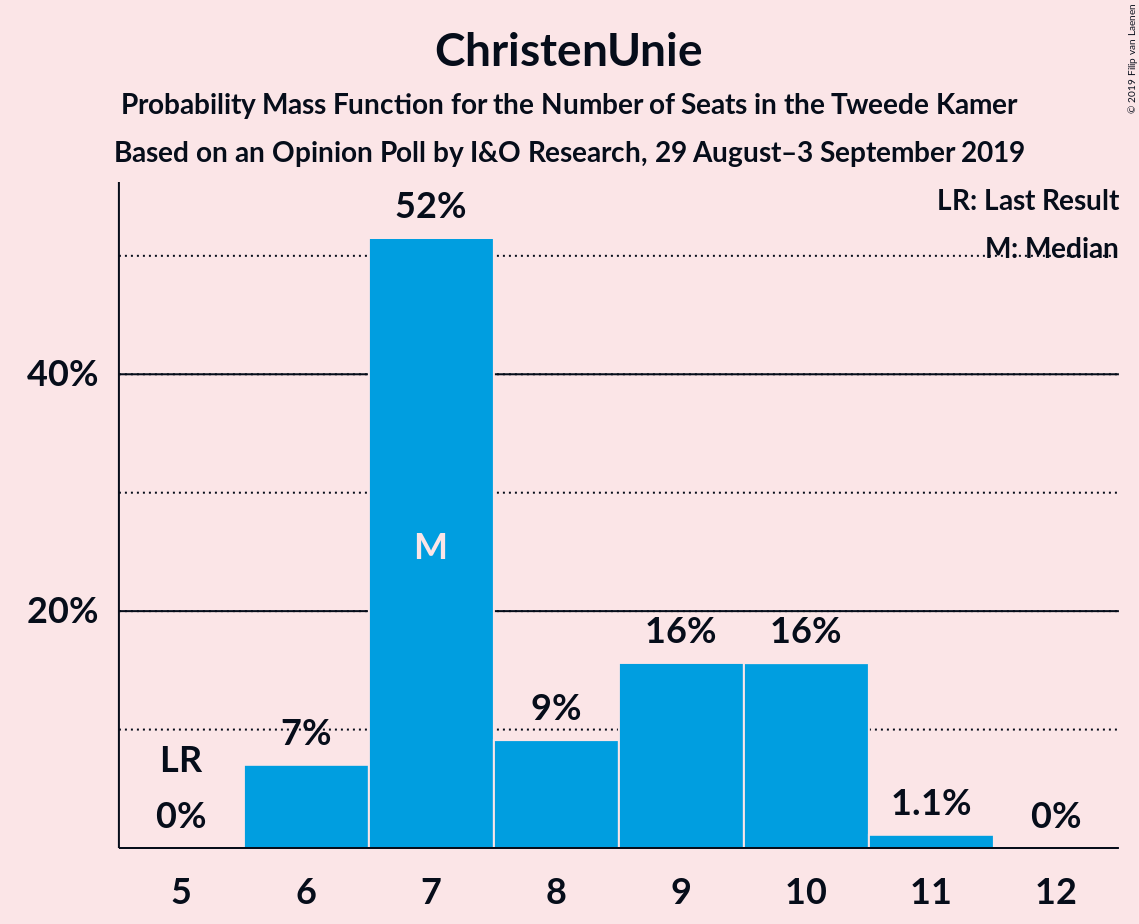 ChristenUnie
Probability Mass Function for the Number of Seats in the Tweede Kamer
Based on an Opinion Poll by I&O Research, 29 August–3 September 2019
© 2019 Filip van Laenen
LR: Last Result
M: Median
52%
40%
M
20%
16%
16%
9%
7%
LR
1.1%
0%
0%
5 6 7 8 9 10 11 12